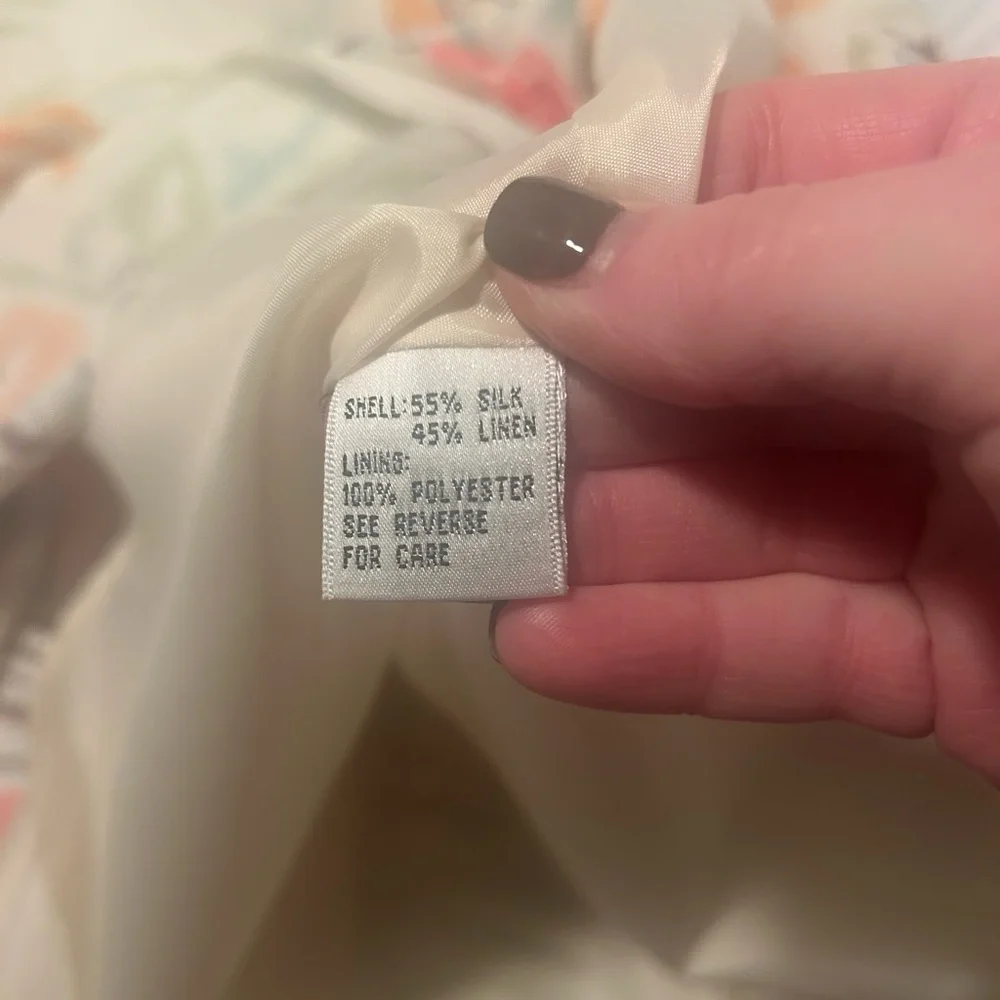 SHELL:55% SILK
45% LINEN
LINING:
100% POLYESTER
SEE REVERSE
FOR CARE